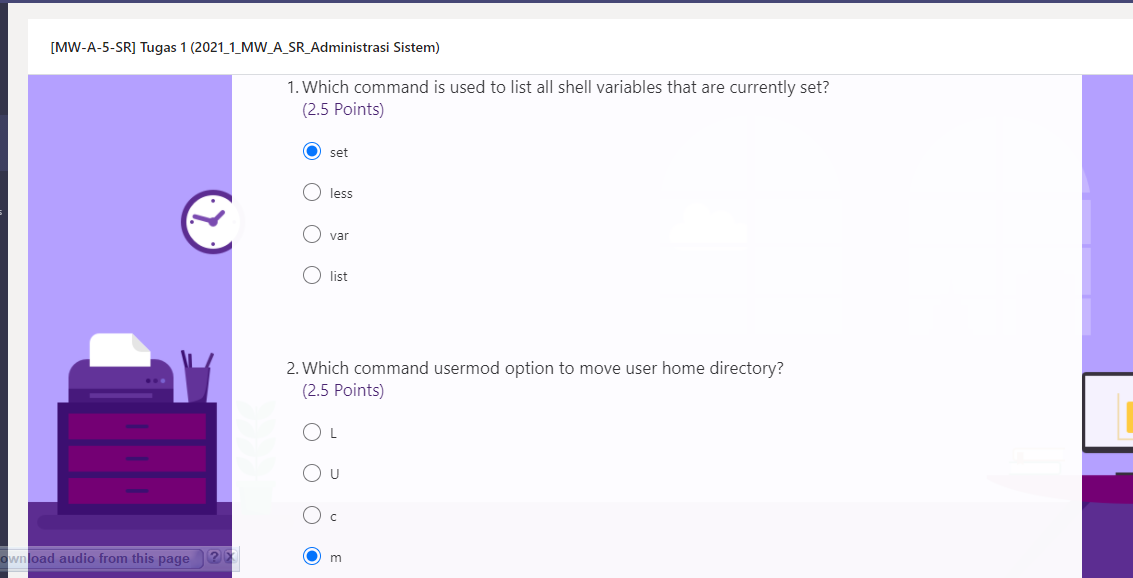 [MW-A-5-SR] Tugas 1 (2021_1_MW_A_SR_Administrasi Sistem)
1. Which command is used to list all shell variables that are currently set?
(2.5 Points)
set
less
var
list
2. Which command usermod option to move user home directory?
(2.5 Points)
L
U
c
m
ownload audio from this page ? X